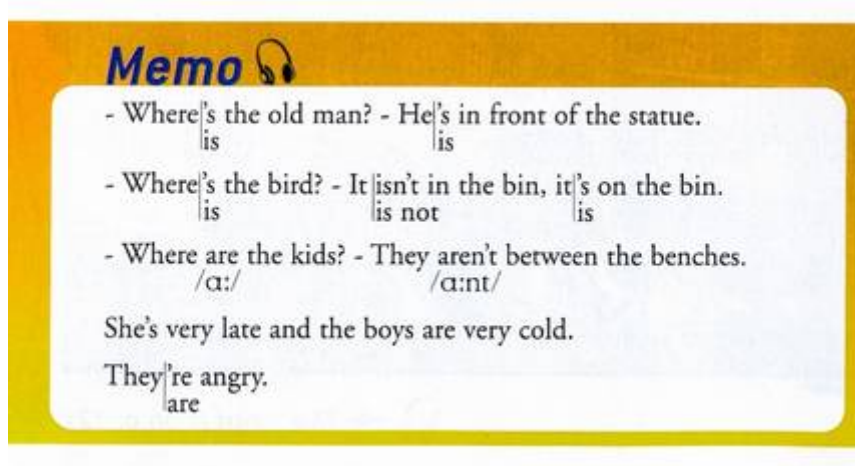 Memo
- Where's the old man? - He's in front of the statue.
is is
- Where's the bird? - It isn't in the bin, it's on the bin.
is is not is
- Where are the kids? - They aren't between the benches.
/ɑ:/ /ɑ:nt/
She's very late and the boys are very cold.
They're angry.
are